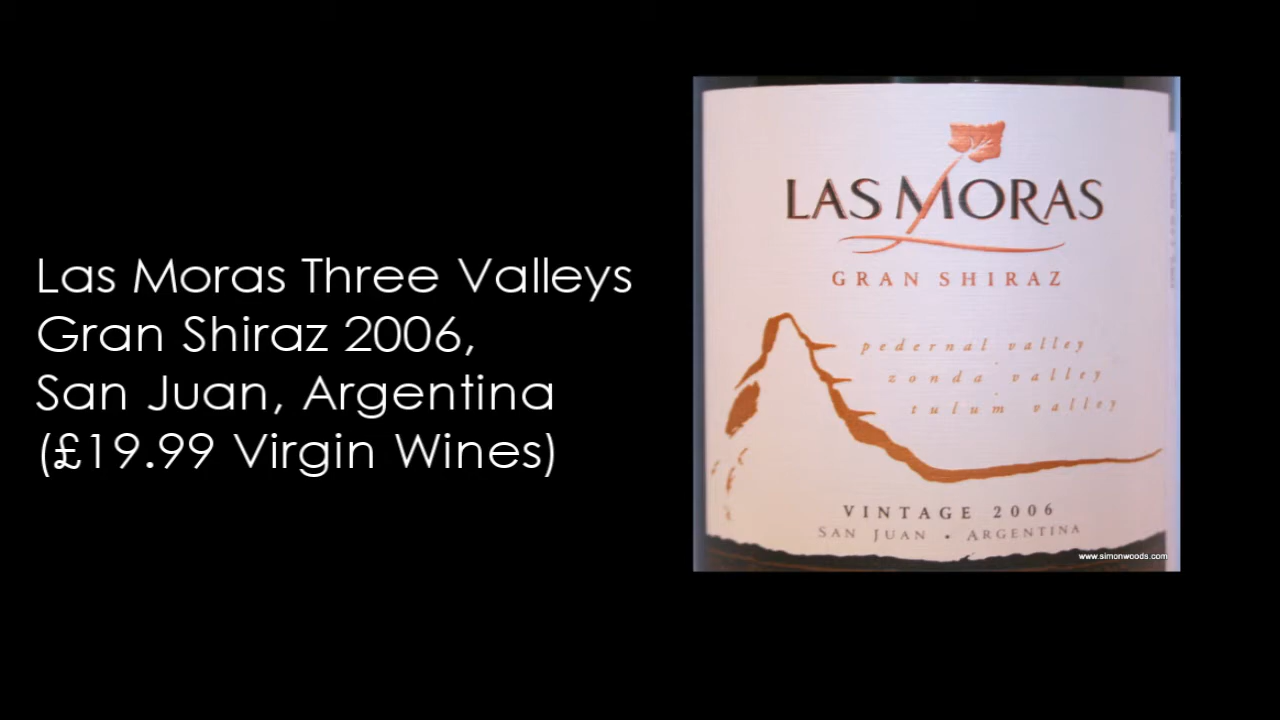 Las Moras Three Valleys
Gran Shiraz 2006,
San Juan, Argentina
(£19.99 Virgin Wines)
LAS MORAS
GRAN SHIRAZ
pedernal valley
zonda valley
tulum valley
VINTAGE 2006
SAN JUAN • ARGENTINA
www.simonwoods.com